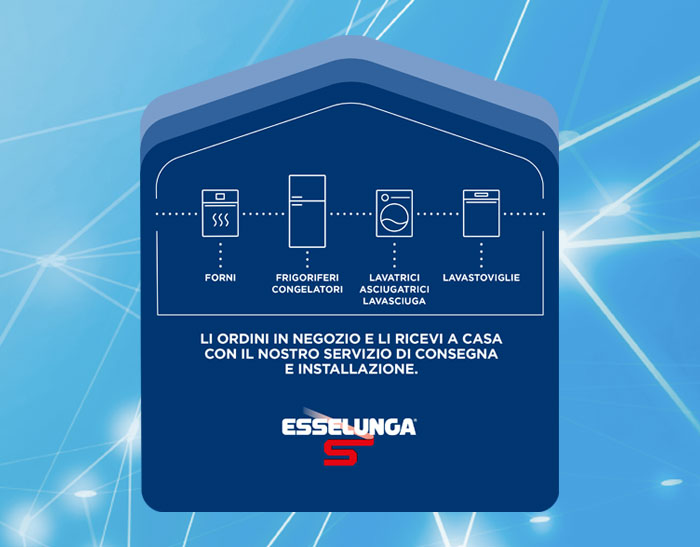 FORNI
FRIGORIFERI
CONGELATORI
LAVATRICI
ASCIUGATRICI
LAVASCIUGA
LAVASTOVIGLIE
LI ORDINI IN NEGOZIO E LI RICEVI A CASA
CON IL NOSTRO SERVIZIO DI CONSEGNA
E INSTALLAZIONE.
ESSELUNGA®
S